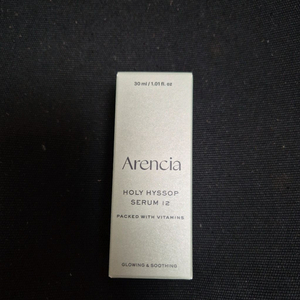 30 ml / 1.01 fl. oz
Arencia
HOLY HYSSOP
SERUM 12
PACKED WITH VITAMINS
GLOWING & SOOTHING